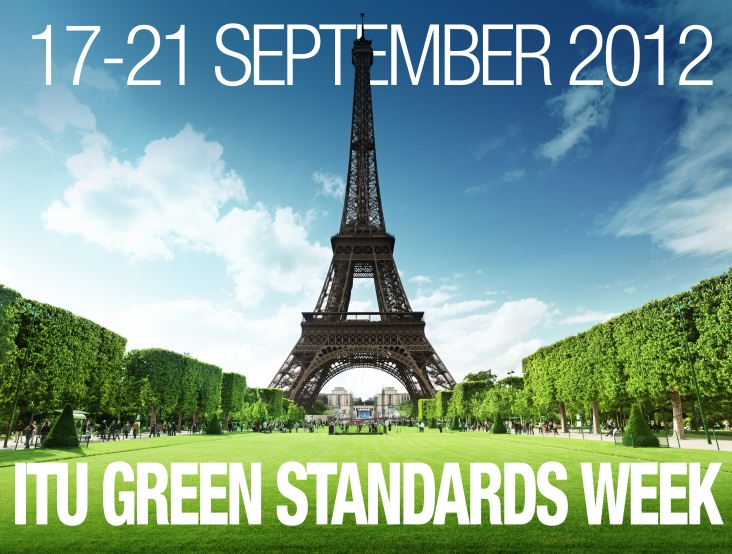 17-21 SEPTEMBER 2012
ITU GREEN STANDARDS WEEK